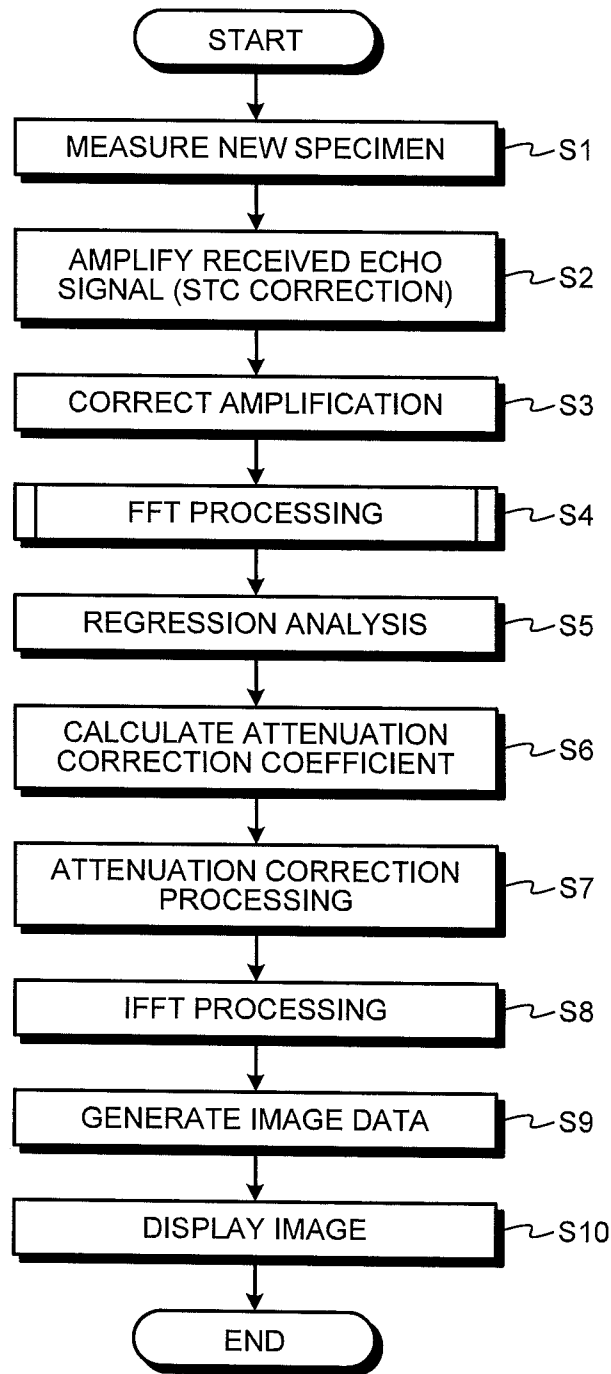 START
MEASURE NEW SPECIMEN
S1
AMPLIFY RECEIVED ECHO
SIGNAL (STC CORRECTION)
S2
CORRECT AMPLIFICATION
S3
FFT PROCESSING
S4
REGRESSION ANALYSIS
S5
CALCULATE ATTENUATION
CORRECTION COEFFICIENT
S6
ATTENUATION CORRECTION
PROCESSING
S7
IFFT PROCESSING
S8
GENERATE IMAGE DATA
S9
DISPLAY IMAGE
S10
END